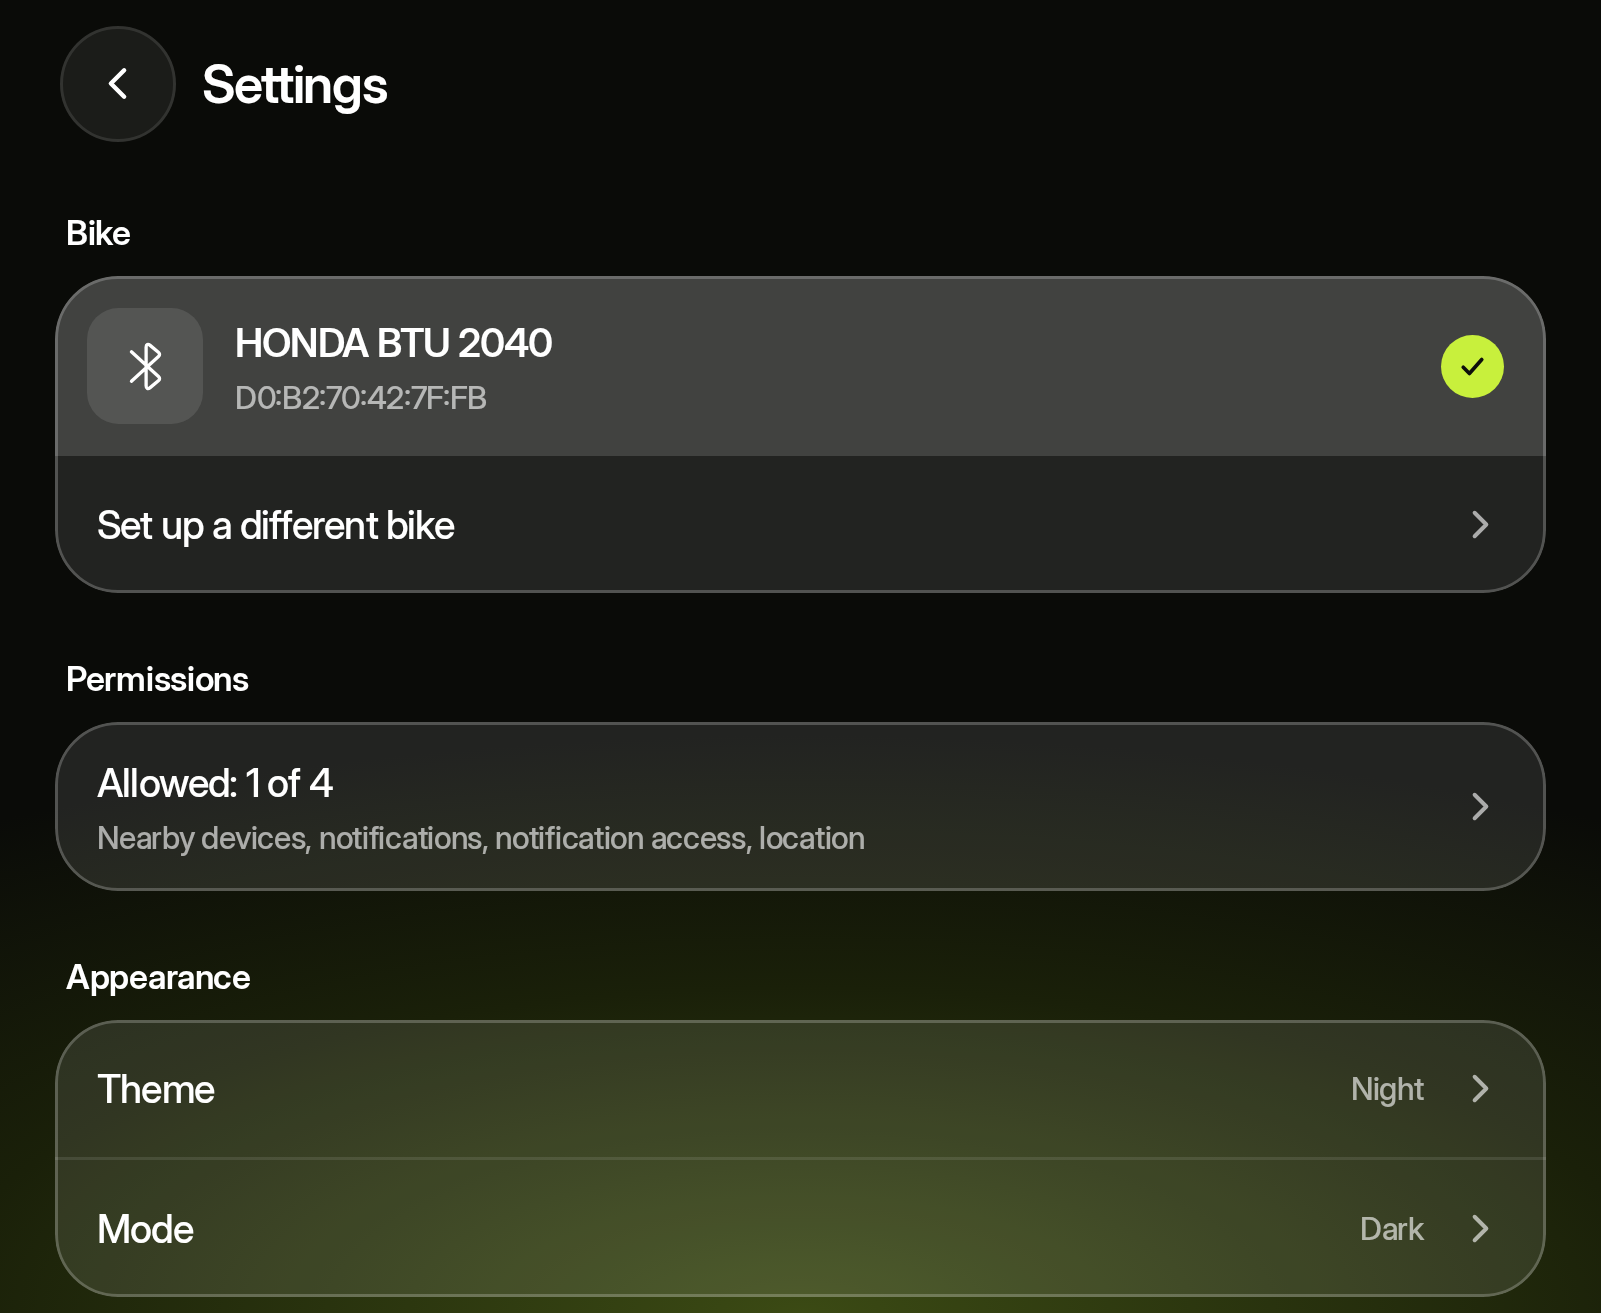 Settings
Bike
HONDA BTU 2040
D0:B2:70:42:7F:FB
Set up a different bike
Permissions
Allowed: 1 of 4
Nearby devices, notifications, notification access, location
Appearance
Theme
Night
Mode
Dark